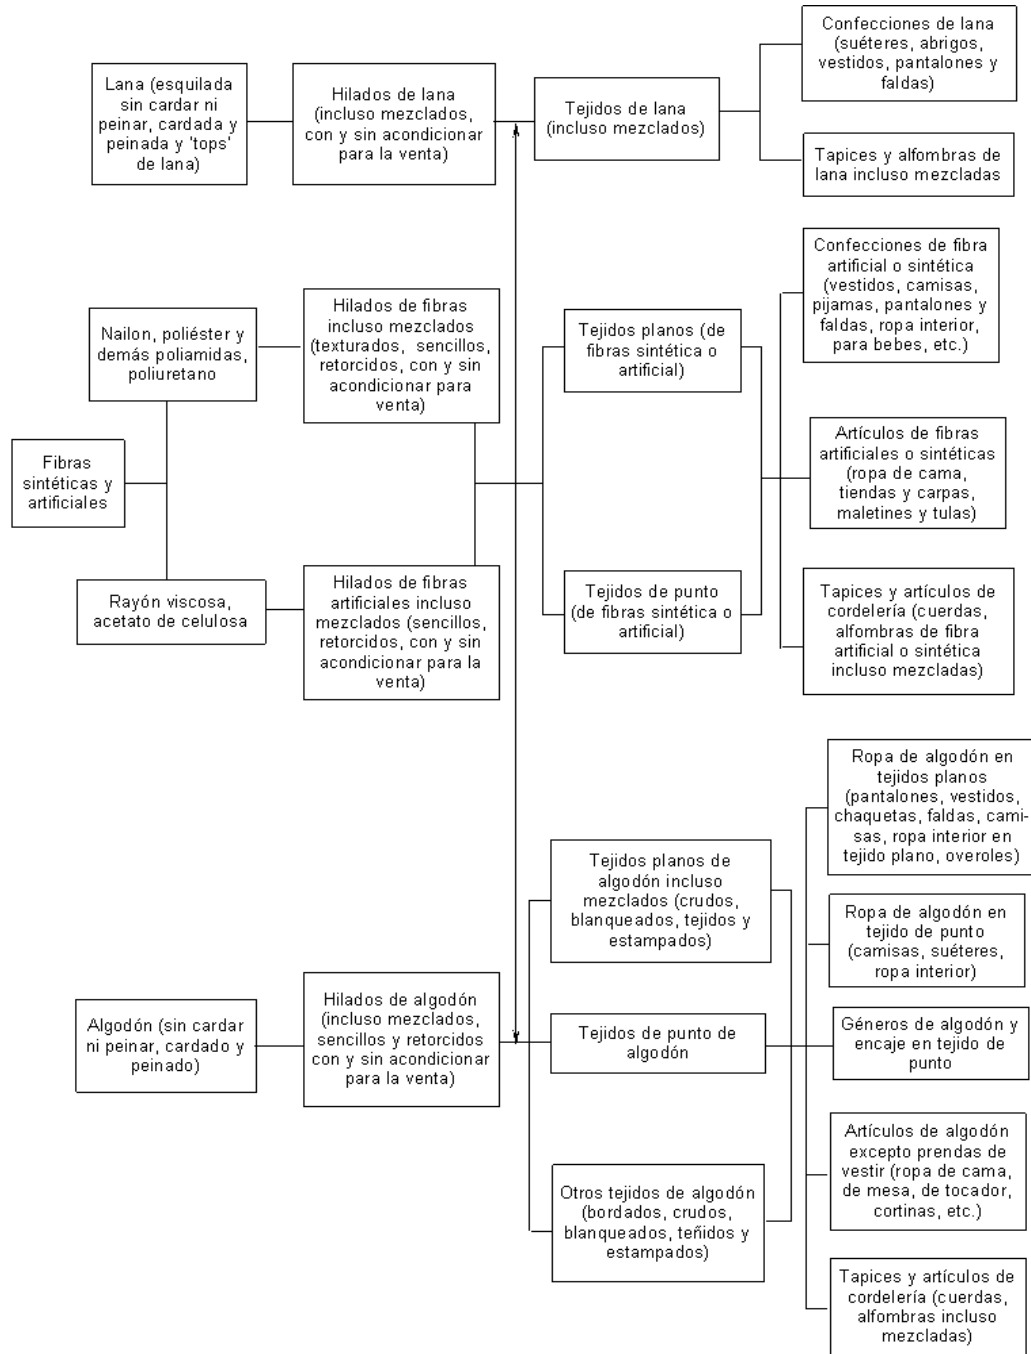 Confecciones de lana
(suéteres, abrigos,
vestidos, pantalones y
faldas)
Lana (esquilada
sin cardar ni
peinar, cardada y
peinada y 'tops'
de lana)
Hilados de lana
(incluso mezclados,
con y sin acondicionar
para la venta)
Tejidos de lana
(incluso mezclados)
Tapices y alfombras de
lana incluso mezcladas
Confecciones de fibra
artificial o sintética
(vestidos, camisas,
pijamas, pantalones y
faldas, ropa interior,
para bebes, etc.)
Nailon, poliéster y
demás poliamidas,
poliuretano
Hilados de fibras
incluso mezclados
(texturados, sencillos,
retorcidos, con y sin
acondicionar para
venta)
Tejidos planos (de
fibras sintética o
artificial)
Fibras
sintéticas y
artificiales
Artículos de fibras
artificiales o sintéticas
(ropa de cama,
tiendas y carpas,
maletines y tulas)
Rayón viscosa,
acetato de celulosa
Hilados de fibras
artificiales incluso
mezclados (sencillos,
retorcidos, con y sin
acondicionar para la
venta)
Tejidos de punto
(de fibras sintética o
artificial)
Tapices y artículos de
cordelería (cuerdas,
alfombras de fibra
artificial o sintética
incluso mezcladas)
Ropa de algodón en
tejidos planos
(pantalones, vestidos,
chaquetas, faldas, cami-
sas, ropa interior en
tejido plano, overoles)
Tejidos planos de
algodón incluso
mezclados (crudos,
blanqueados, tejidos y
estampados)
Ropa de algodón en
tejido de punto
(camisas, suéteres,
ropa interior)
Algodón (sin cardar
ni peinar, cardado y
peinado)
Hilados de algodón
(incluso mezclados,
sencillos y retorcidos
con y sin acondicionar
para la venta)
Tejidos de punto de
algodón
Géneros de algodón y
encaje en tejido de
punto
Otros tejidos de algodón
(bordados, crudos,
blanqueados, teñidos y
estampados)
Artículos de algodón
excepto prendas de
vestir (ropa de cama,
de mesa, de tocador,
cortinas, etc.)
Tapices y artículos de
cordelería (cuerdas,
alfombras incluso
mezcladas)